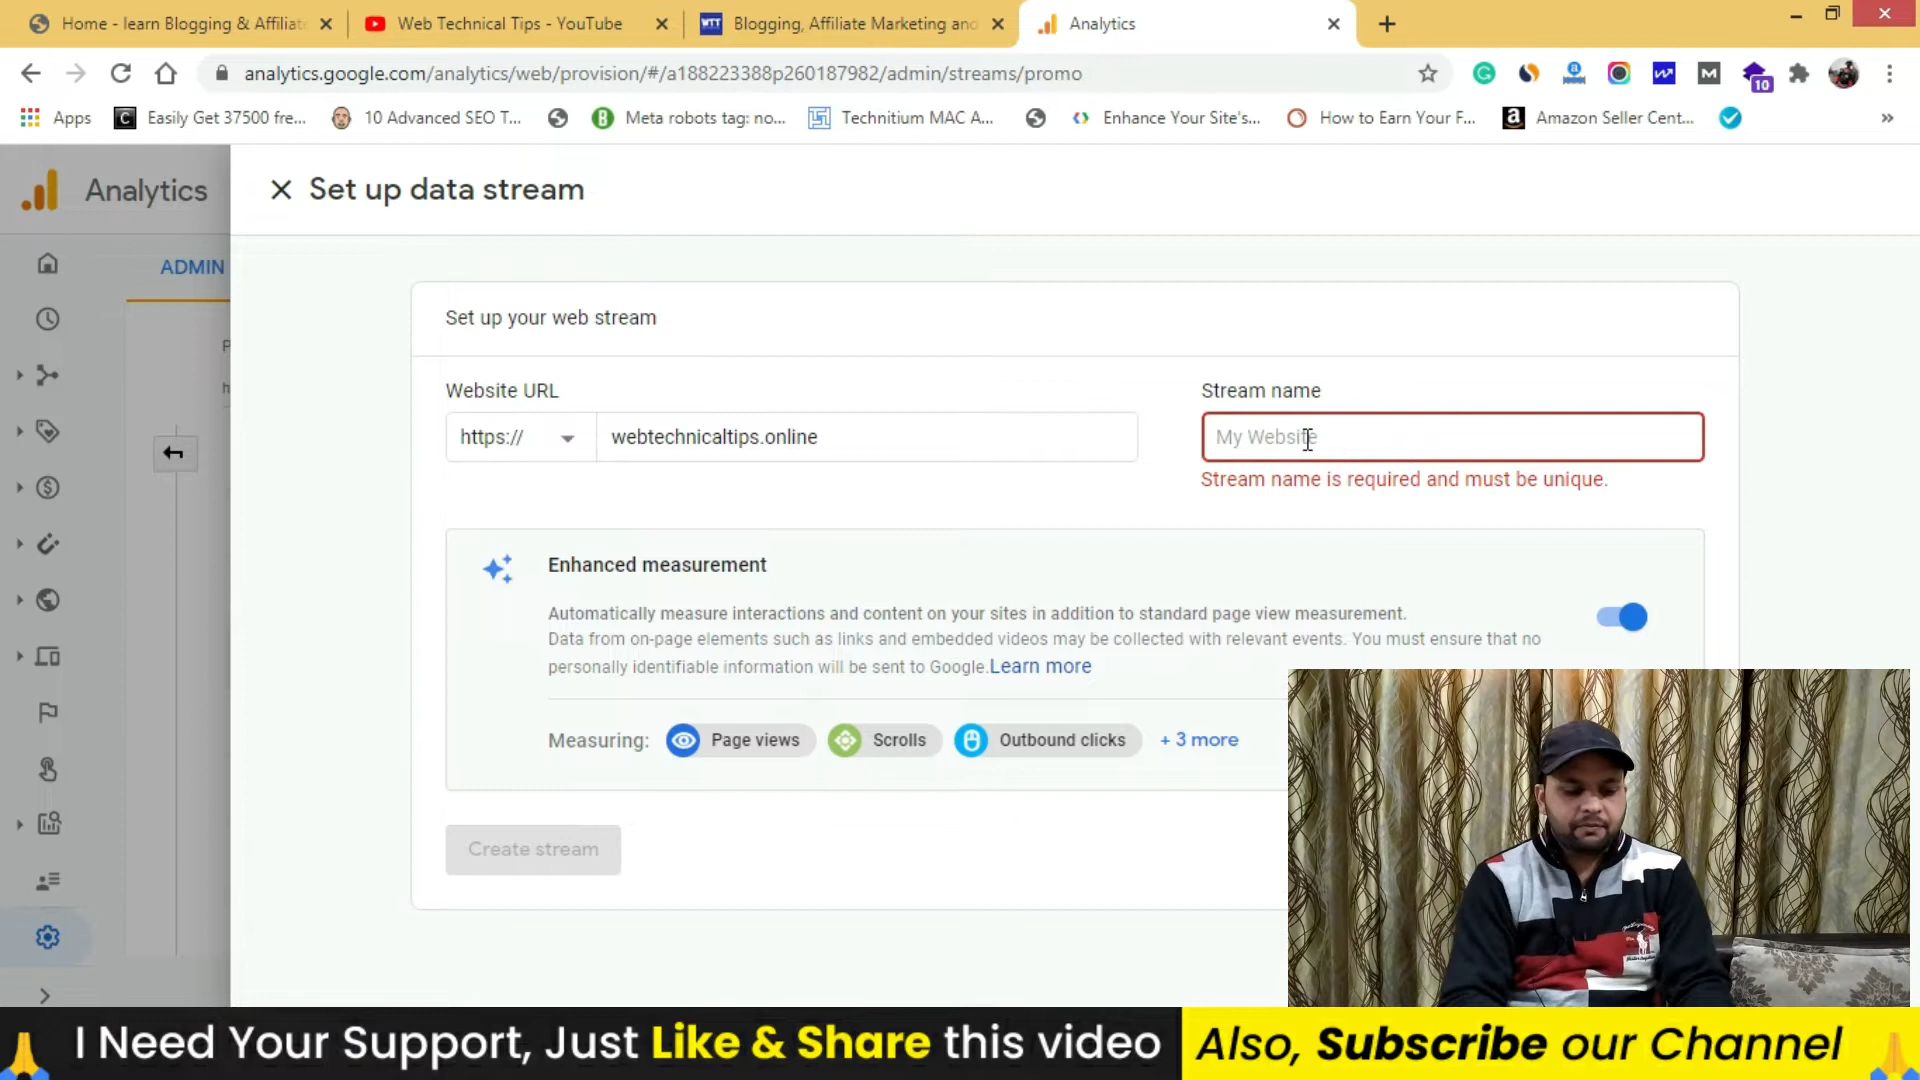 Home - learn Blogging & Affiliat
Web Technical Tips - YouTube
WTT
Blogging, Affiliate Marketing and
Analytics
analytics.google.com/analytics/web/provision/#/a188223388p260187982/admin/streams/promo
10
Apps
Easily Get 37500 fre...
10 Advanced SEO T...
Meta robots tag: no...
Technitium MAC A...
Enhance Your Site's...
How to Earn Your F...
Amazon Seller Cent...
Analytics
Set up data stream
ADMIN
Set up your web stream
Website URL
Stream name
https://
webtechnicaltips.online
My Website
Stream name is required and must be unique.
Enhanced measurement
Automatically measure interactions and content on your sites in addition to standard page view measurement.
Data from on-page elements such as links and embedded videos may be collected with relevant events. You must ensure that no
personally identifiable information will be sent to Google.Learn more
Measuring:
Page views
Scrolls
Outbound clicks
+ 3 more
Create stream
I Need Your Support, Just Like & Share this video
Also, Subscribe our Channel